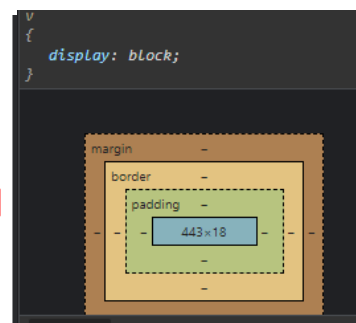 v
{
display: block;
}
margin –
border –
padding –
– – – 443×18 – – –
–
–